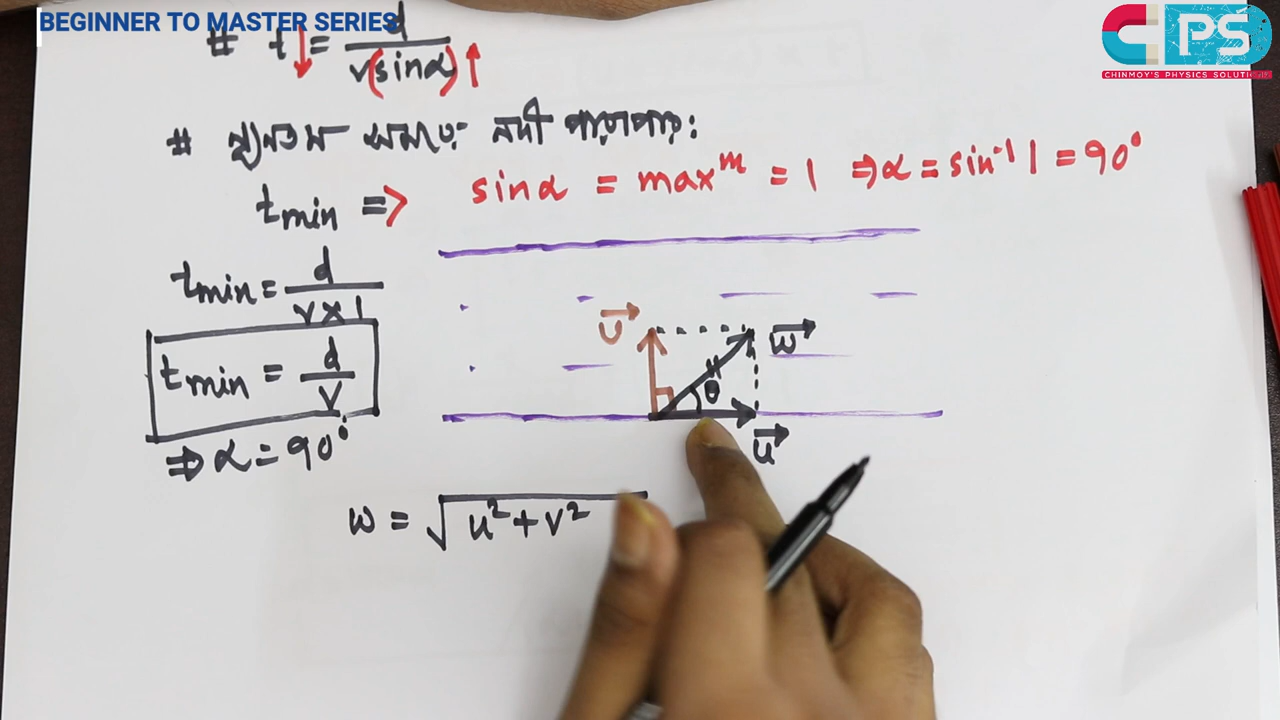 BEGINNER TO MASTER SERIES
CPS
CHINMOY'S PHYSICS SOLUTION
# t↓ = d / v(sinα)↑
# ন্যূনতম সময়ে নদী পারাপার:
tmin => sinα = maxᵐ = 1 ⇒ α = sin⁻¹ 1 = 90°
tmin = d / v×1
tmin = d / v
⇒ α = 90°
v⃗
w⃗
θ
u⃗
w = √u² + v²